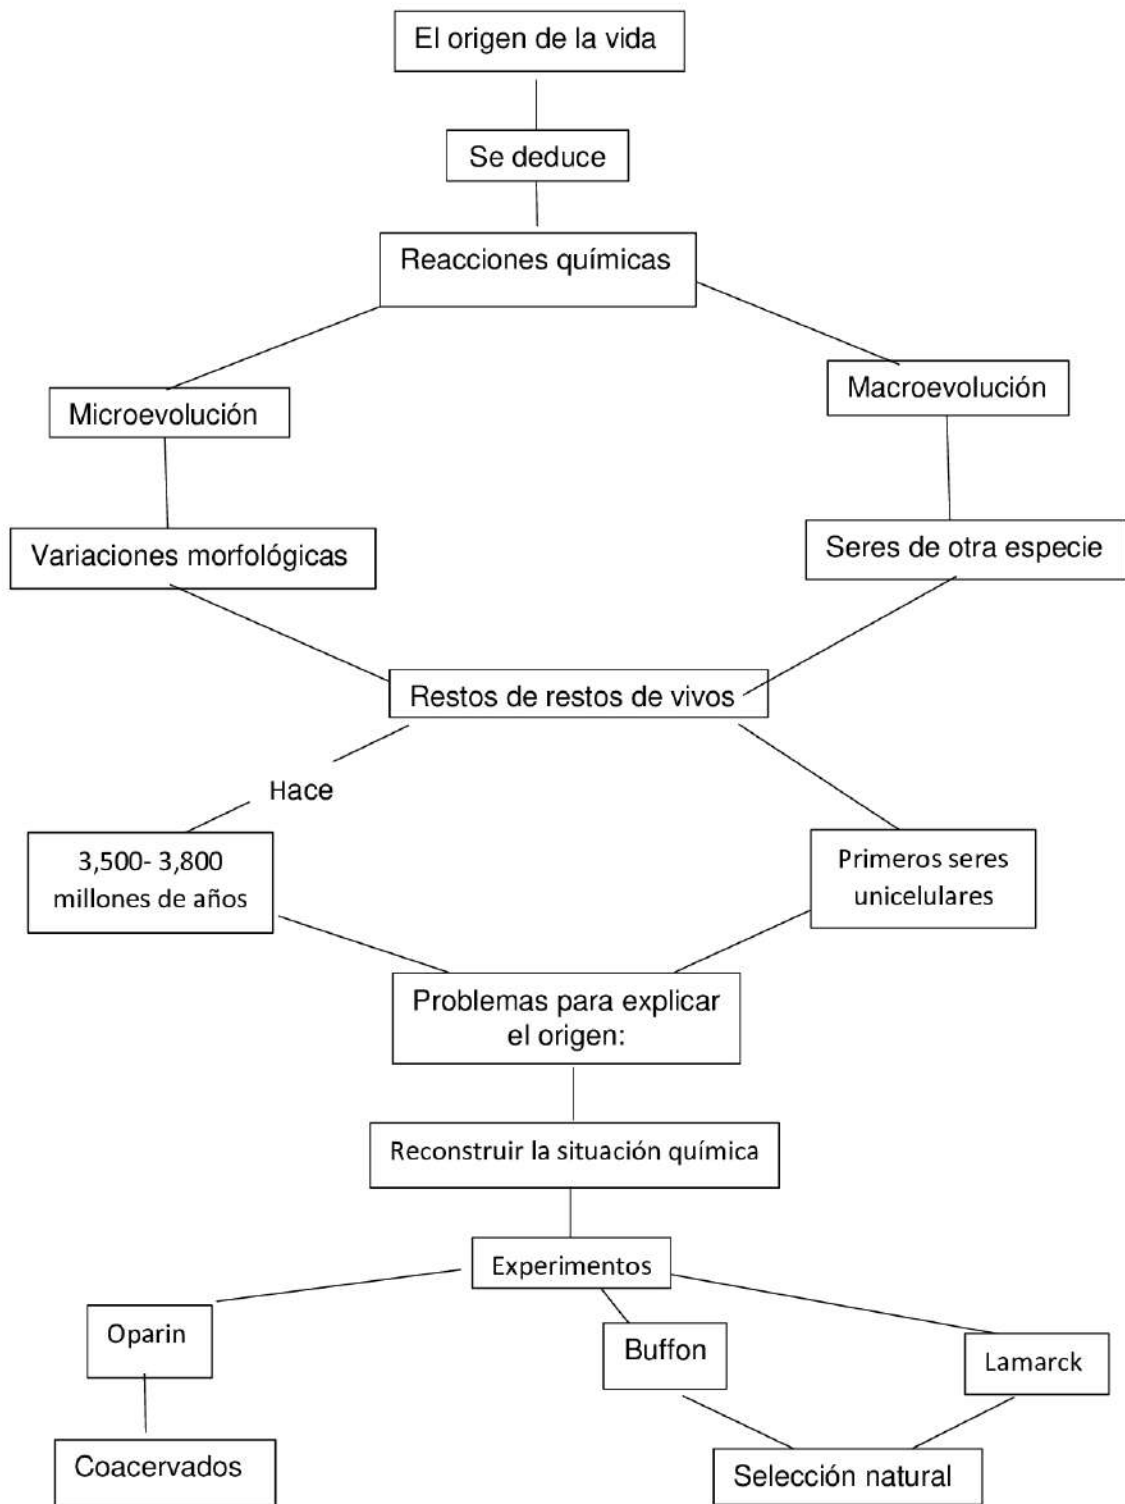 El origen de la vida
Se deduce
Reacciones químicas
Microevolución
Macroevolución
Variaciones morfológicas
Seres de otra especie
Restos de restos de vivos
Hace
3,500- 3,800
millones de años
Primeros seres
unicelulares
Problemas para explicar
el origen:
Reconstruir la situación química
Experimentos
Oparin
Buffon
Lamarck
Coacervados
Selección natural